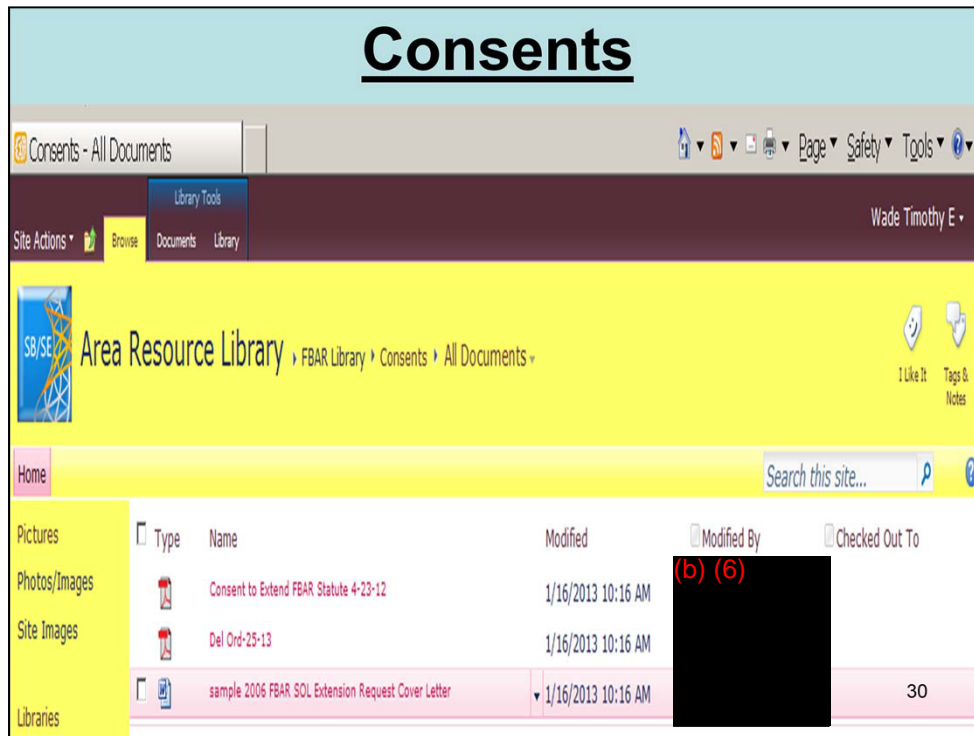 Consents
Consents - All Documents
Page Safety Tools
Library Tools
Wade Timothy E
Site Actions Browse Documents Library
SB/SE
Area Resource Library FBAR Library Consents All Documents
I Like It Tags & Notes
Home
Search this site...
Pictures
Photos/Images
Site Images
Libraries
Type Name Modified Modified By Checked Out To
(b) (6)
Consent to Extend FBAR Statute 4-23-12 1/16/2013 10:16 AM
Del Ord-25-13 1/16/2013 10:16 AM
sample 2006 FBAR SOL Extension Request Cover Letter 1/16/2013 10:16 AM
30